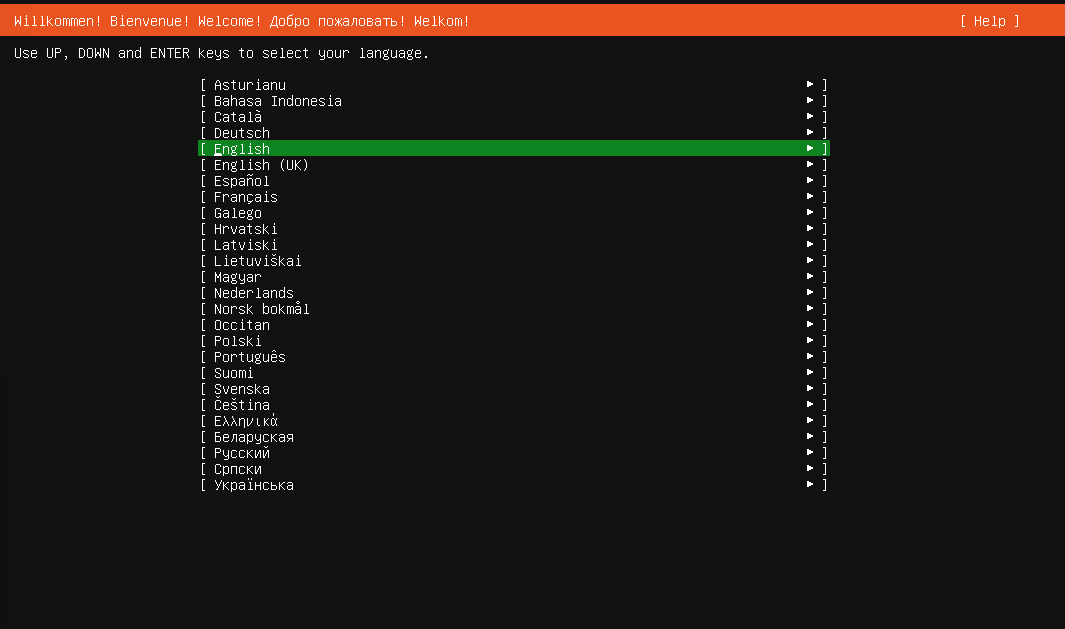 Willkommen! Bienvenue! Welcome! Добро пожаловать! Welkom! [ Help ]
Use UP, DOWN and ENTER keys to select your language.
[ Asturianu ▸ ]
[ Bahasa Indonesia ▸ ]
[ Català ▸ ]
[ Deutsch ▸ ]
[ English ▸ ]
[ English (UK) ▸ ]
[ Español ▸ ]
[ Français ▸ ]
[ Galego ▸ ]
[ Hrvatski ▸ ]
[ Latviski ▸ ]
[ Lietuviškai ▸ ]
[ Magyar ▸ ]
[ Nederlands ▸ ]
[ Norsk bokmål ▸ ]
[ Occitan ▸ ]
[ Polski ▸ ]
[ Português ▸ ]
[ Suomi ▸ ]
[ Svenska ▸ ]
[ Čeština ▸ ]
[ Ελληνικά ▸ ]
[ Беларуская ▸ ]
[ Русский ▸ ]
[ Српски ▸ ]
[ Українська ▸ ]